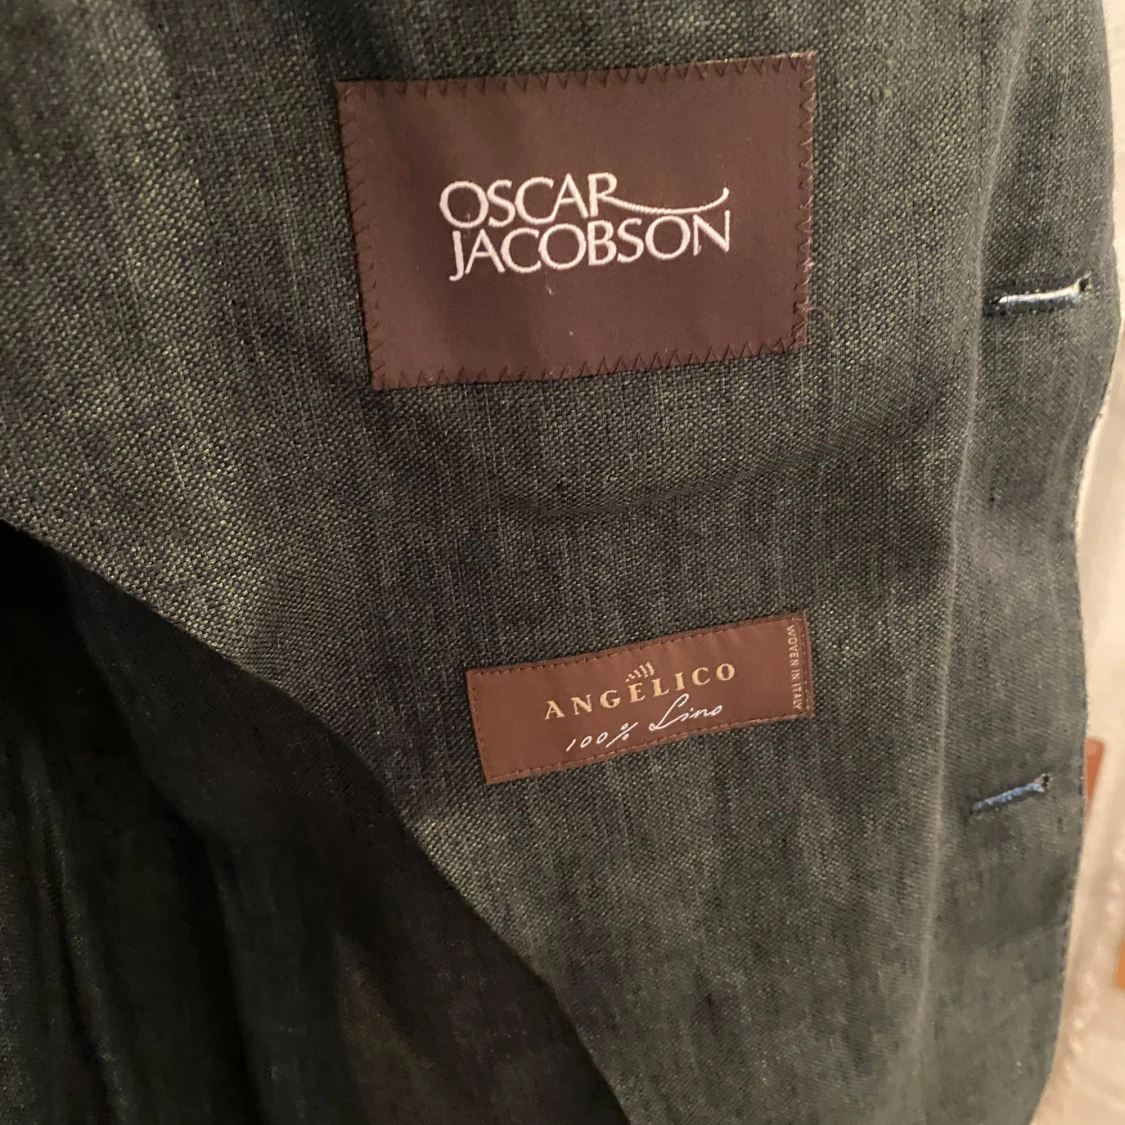 OSCAR
JACOBSON
ANGELICO
100% Lino
WOVEN IN ITALY